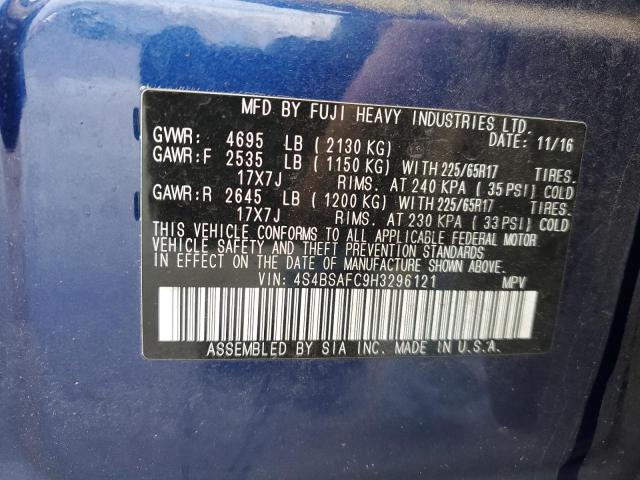 MFD BY FUJI HEAVY INDUSTRIES LTD.
GVWR: 4695 LB ( 2130 KG) DATE: 11/16
GAWR:F 2535 LB ( 1150 KG) WITH 225/65R17 TIRES.
17X7J RIMS. AT 240 KPA ( 35 PSI) COLD
GAWR:R 2645 LB ( 1200 KG) WITH 225/65R17 TIRES.
17X7J RIMS. AT 230 KPA ( 33 PSI) COLD
THIS VEHICLE CONFORMS TO ALL APPLICABLE FEDERAL MOTOR
VEHICLE SAFETY AND THEFT PREVENTION STANDARDS
IN EFFECT ON THE DATE OF MANUFACTURE SHOWN ABOVE.
VIN: 4S4BSAFC9H3296121 MPV
ASSEMBLED BY SIA INC. MADE IN U.S.A.